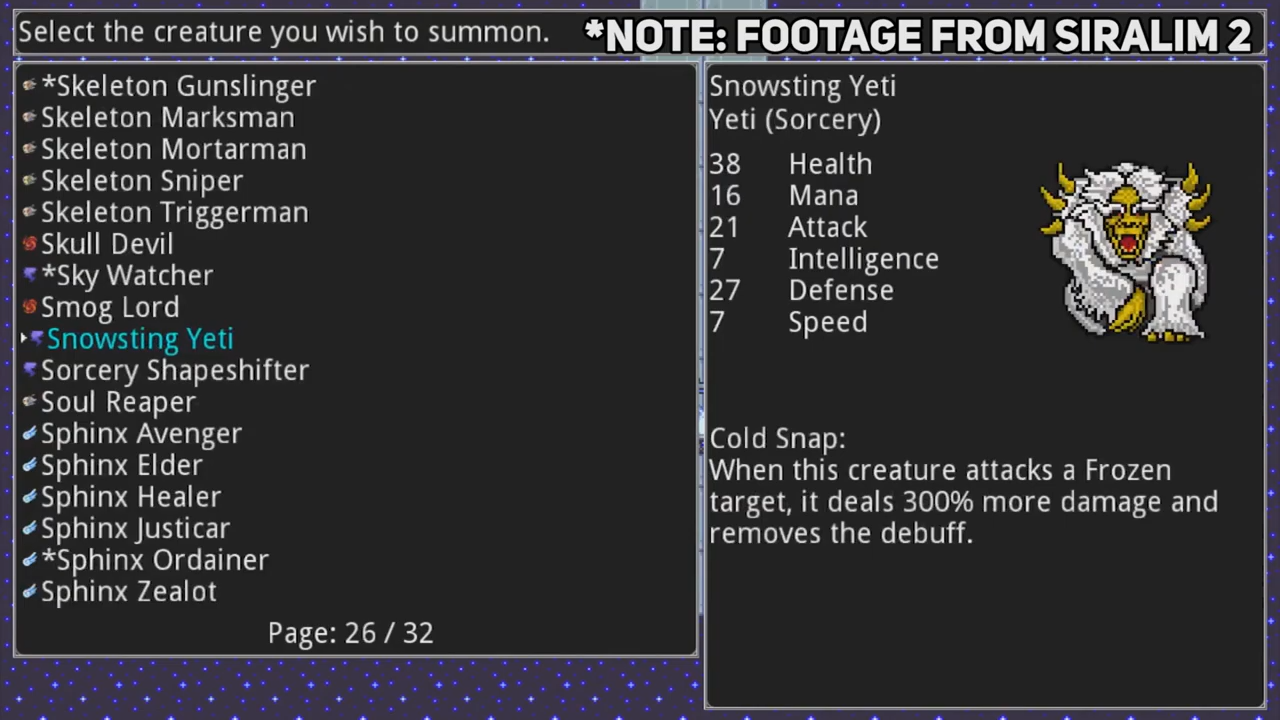 Select the creature you wish to summon.
*NOTE: FOOTAGE FROM SIRALIM 2
*Skeleton Gunslinger
Skeleton Marksman
Skeleton Mortarman
Skeleton Sniper
Skeleton Triggerman
Skull Devil
*Sky Watcher
Smog Lord
Snowsting Yeti
Sorcery Shapeshifter
Soul Reaper
Sphinx Avenger
Sphinx Elder
Sphinx Healer
Sphinx Justicar
*Sphinx Ordainer
Sphinx Zealot
Page: 26 / 32
Snowsting Yeti
Yeti (Sorcery)
38 Health
16 Mana
21 Attack
7 Intelligence
27 Defense
7 Speed
Cold Snap:
When this creature attacks a Frozen
target, it deals 300% more damage and
removes the debuff.